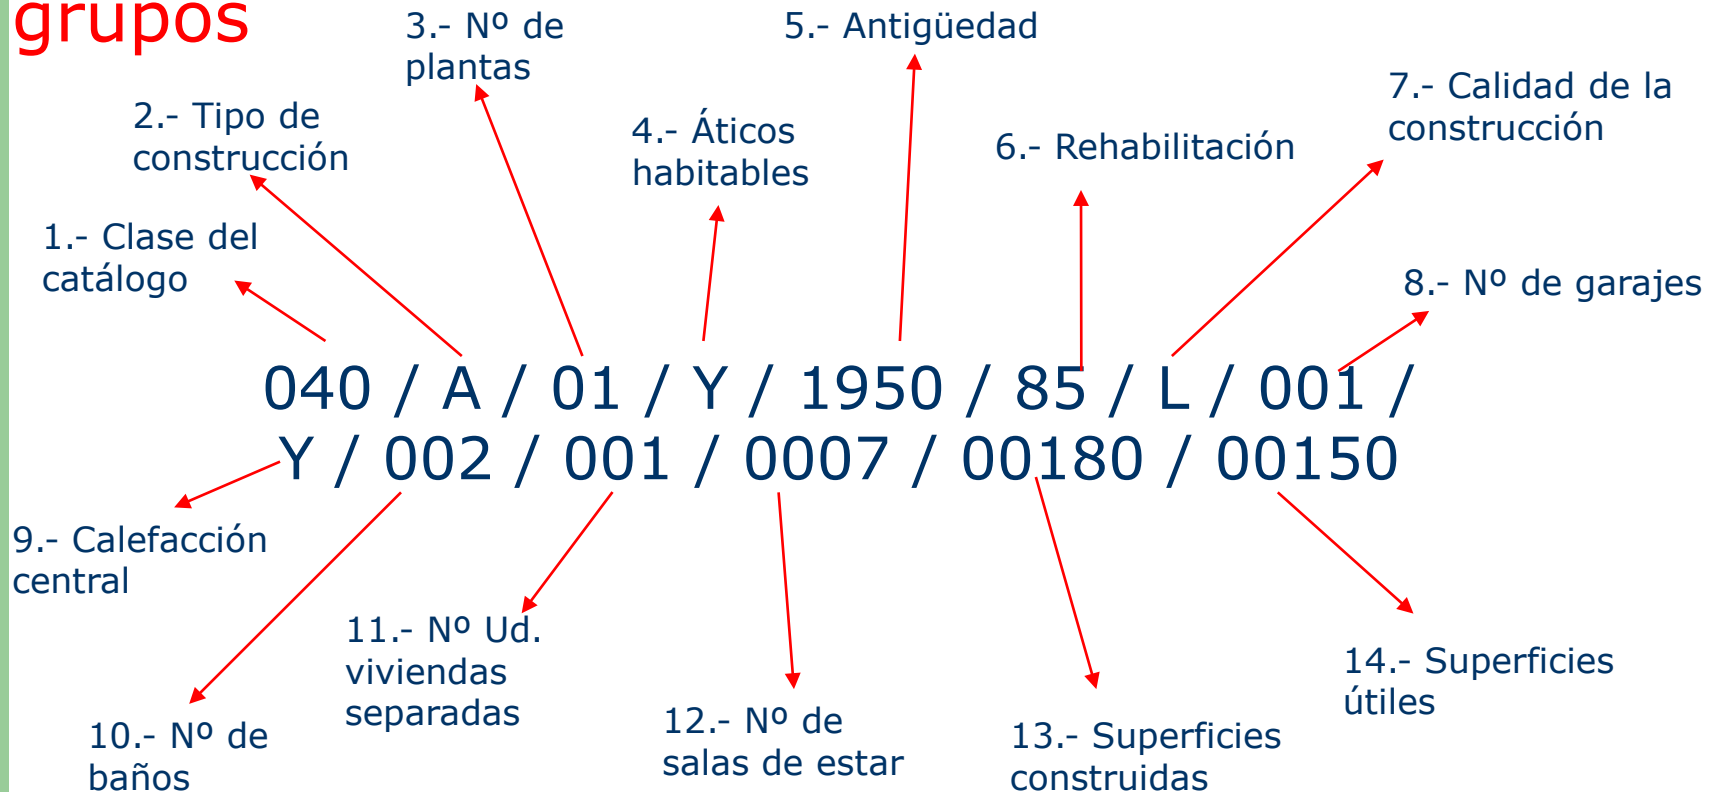 grupos
3.- Nº de
plantas
5.- Antigüedad
7.- Calidad de la
construcción
2.- Tipo de
construcción
4.- Áticos
habitables
6.- Rehabilitación
1.- Clase del
catálogo
8.- Nº de garajes
040 / A / 01 / Y / 1950 / 85 / L / 001 /
Y / 002 / 001 / 0007 / 00180 / 00150
9.- Calefacción
central
11.- Nº Ud.
viviendas
separadas
14.- Superficies
útiles
10.- Nº de
baños
12.- Nº de
salas de estar
13.- Superficies
construidas